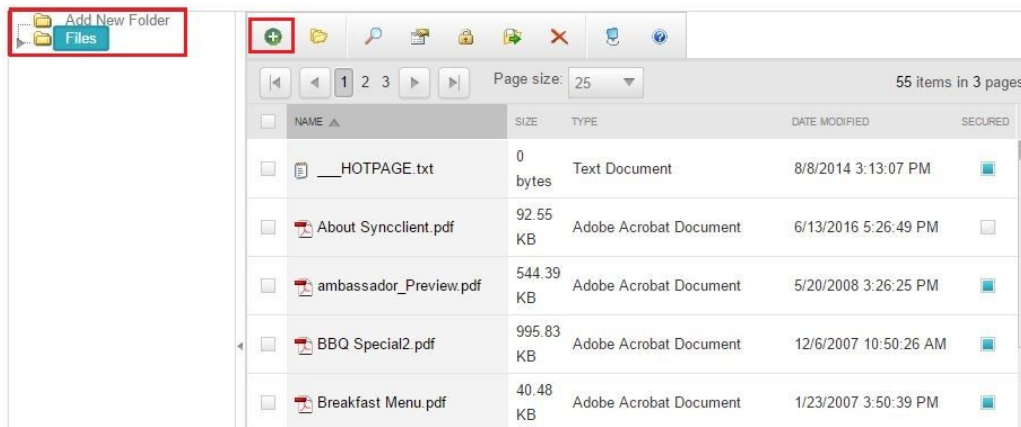 Add New Folder
Files
1 2 3 Page size: 25 55 items in 3 pages
NAME SIZE TYPE DATE MODIFIED SECURED
___HOTPAGE.txt 0 bytes Text Document 8/8/2014 3:13:07 PM
About Syncclient.pdf 92.55 KB Adobe Acrobat Document 6/13/2016 5:26:49 PM
ambassador_Preview.pdf 544.39 KB Adobe Acrobat Document 5/20/2008 3:26:25 PM
BBQ Special2.pdf 995.83 KB Adobe Acrobat Document 12/6/2007 10:50:26 AM
Breakfast Menu.pdf 40.48 KB Adobe Acrobat Document 1/23/2007 3:50:39 PM